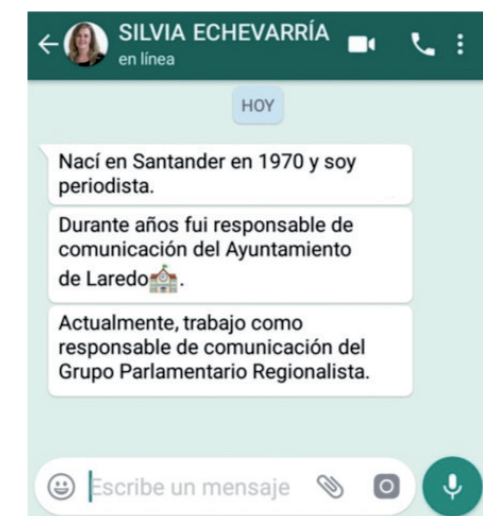 SILVIA ECHEVARRÍA
en línea
HOY
Nací en Santander en 1970 y soy
periodista.
Durante años fui responsable de
comunicación del Ayuntamiento
de Laredo🏫.
Actualmente, trabajo como
responsable de comunicación del
Grupo Parlamentario Regionalista.
Escribe un mensaje